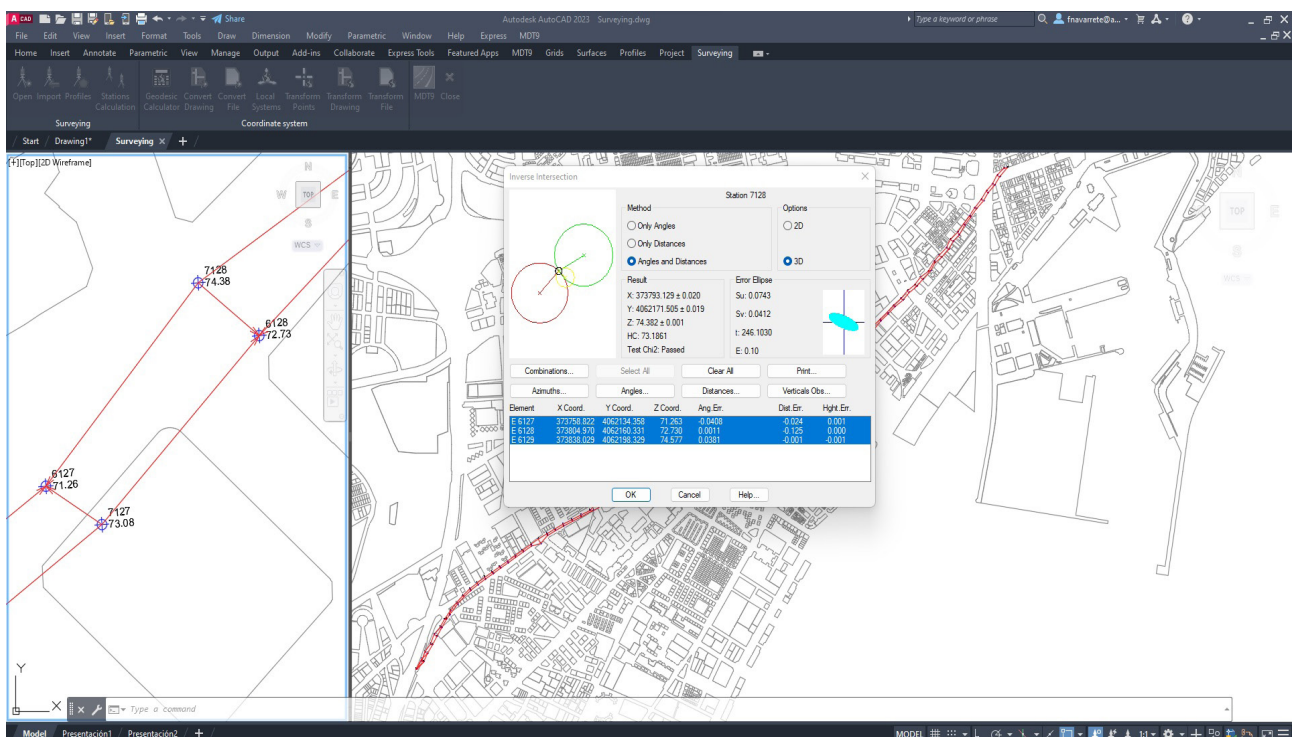 A CAD Share Autodesk AutoCAD 2023 Surveying.dwg Type a keyword or phrase fnavarrete@a...
File Edit View Insert Format Tools Draw Dimension Modify Parametric Window Help Express MDT9
Home Insert Annotate Parametric View Manage Output Add-ins Collaborate Express Tools Featured Apps MDT9 Grids Surfaces Profiles Project Surveying
Open Import Profiles Stations Calculation Geodesic Calculator Convert Drawing Convert File Local Systems Transform Points Transform Drawing Transform File MDT9 Close
Surveying Coordinate system
Start Drawing1* Surveying
[+][Top][2D Wireframe]
N
W TOP E
S
WCS
7128
74.38
6128
72.73
6127
71.26
7127
73.08
Y
X
Inverse Intersection
Station 7128
Method Options
Only Angles 2D
Only Distances
Angles and Distances 3D
Result Error Ellipse
X: 373793.129 ± 0.020 Su: 0.0743
Y: 4062171.505 ± 0.019 Sv: 0.0412
Z: 74.382 ± 0.001 t: 246.1030
HC: 73.1861
Test Chi2: Passed E: 0.10
Combinations... Select All Clear All Print...
Azimuths... Angles... Distances... Verticals Obs...
Element X Coord. Y Coord. Z Coord. Ang.Err. Dist.Err. Hght.Err.
E 6127 373758.822 4062134.358 71.263 -0.0408 -0.024 0.001
E 6128 373804.970 4062160.331 72.730 0.0011 -0.125 0.000
E 6129 373838.029 4062198.329 74.577 0.0381 -0.001 -0.001
OK Cancel Help...
TOP E
S
WCS
Type a command
Model Presentación1 Presentación2 MODEL 1:1